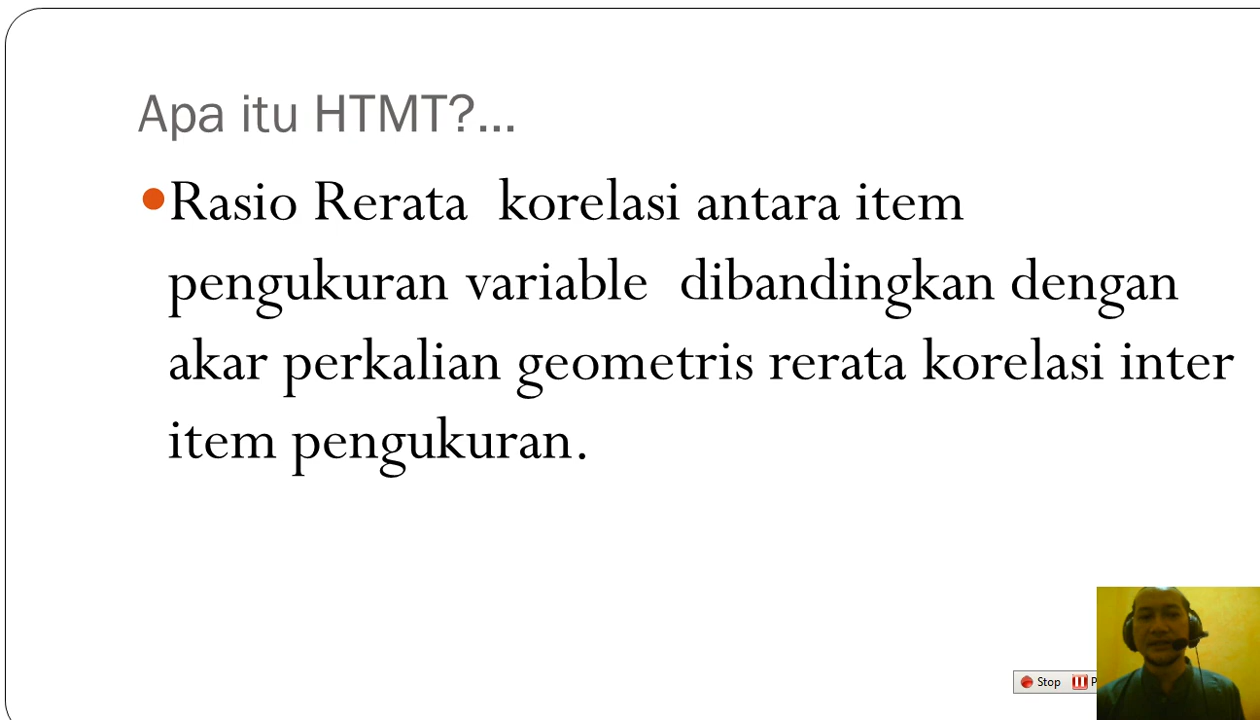 Apa itu HTMT?...
Rasio Rerata korelasi antara item
pengukuran variable dibandingkan dengan
akar perkalian geometris rerata korelasi inter
item pengukuran.
Stop